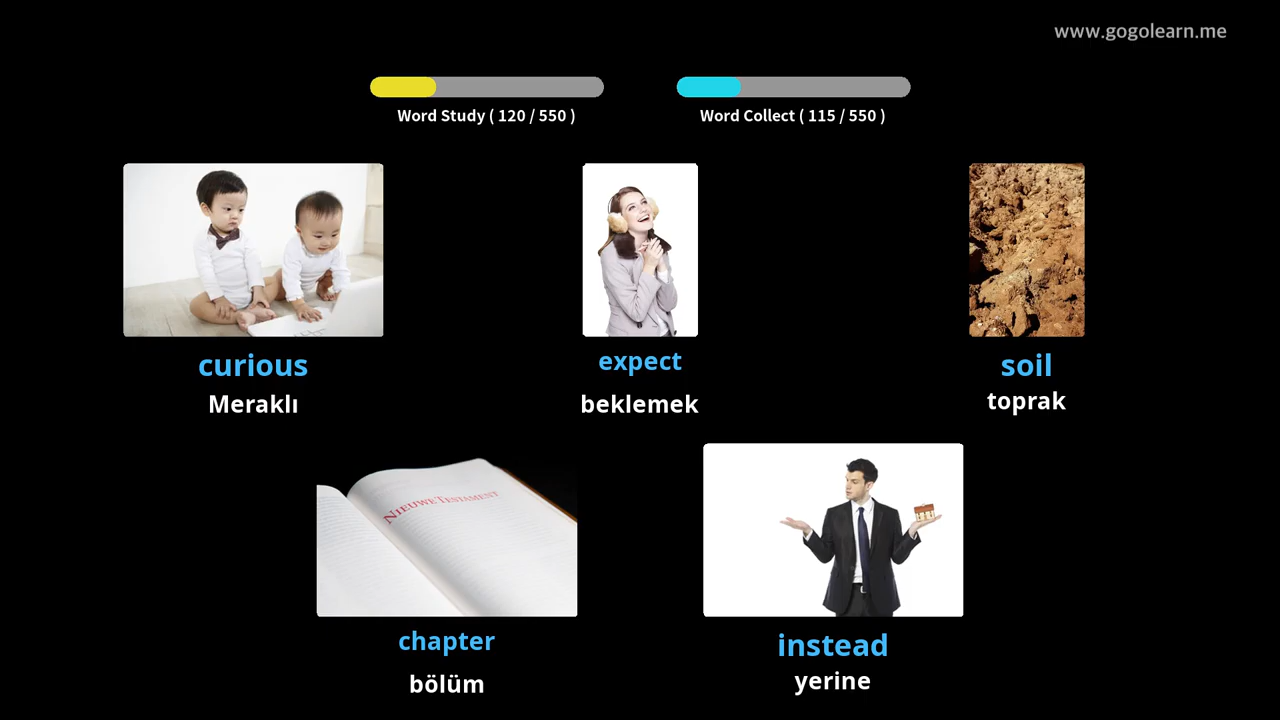 www.gogolearn.me
Word Study ( 120 / 550 )
Word Collect ( 115 / 550 )
curious
Meraklı
expect
beklemek
soil
toprak
NIEUWE TESTAMENT
chapter
bölüm
instead
yerine